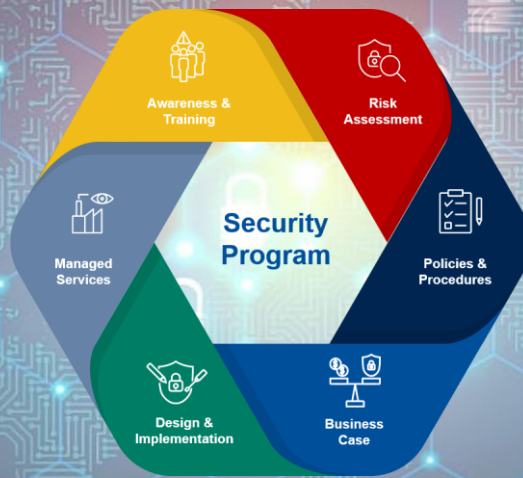 Awareness &
Training
Risk
Assessment
Security
Program
Managed
Services
Policies &
Procedures
Design &
Implementation
Business
Case